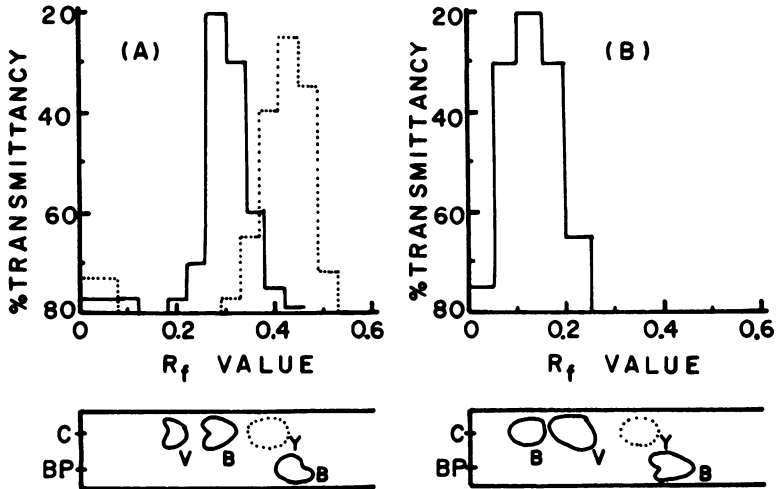 (A)
%TRANSMITTANCY
20
40
60
80
0 0.2 0.4 0.6
Rf VALUE
C
V B Y
BP
B
(B)
%TRANSMITTANCY
20
40
60
80
0 0.2 0.4 0.6
Rf VALUE
C
B V Y
BP
B